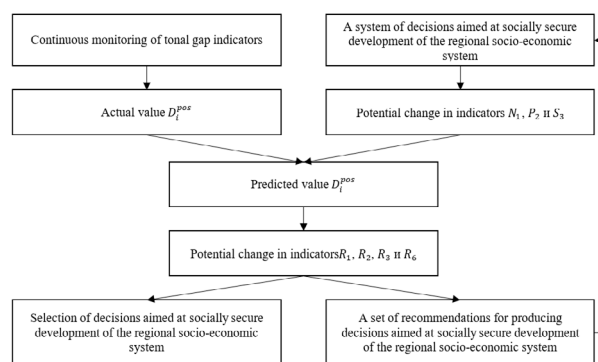 Continuous monitoring of tonal gap indicators
A system of decisions aimed at socially secure
development of the regional socio-economic
system
Actual value $D_i^{pos}$
Potential change in indicators $N_1$, $P_2$ и $S_3$
Predicted value $D_i^{pos}$
Potential change in indicators$R_1$, $R_2$, $R_3$ и $R_6$
Selection of decisions aimed at socially secure
development of the regional socio-economic
system
A set of recommendations for producing
decisions aimed at socially secure development
of the regional socio-economic system